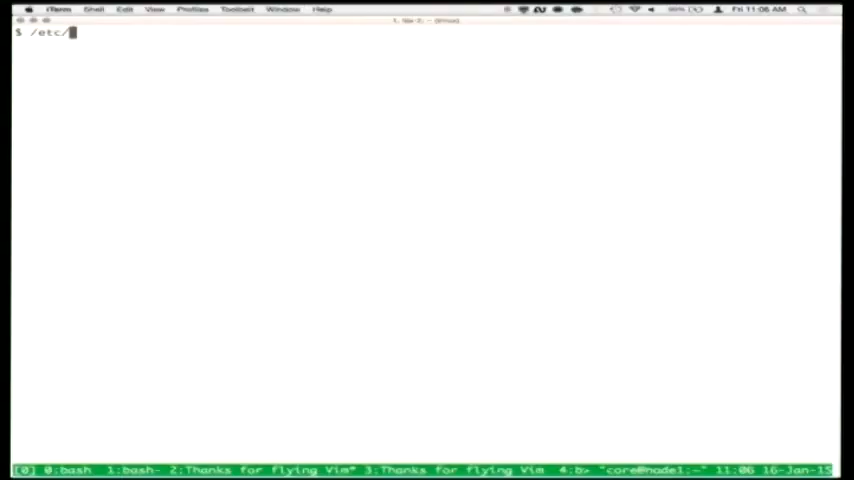 iTerm Shell Edit View Profiles Toolbelt Window Help Fri 11:06 AM
$ /etc/
[0] 0:bash 1:bash- 2:Thanks for flying Vim* 3:Thanks for flying Vim 4:b> "core@node1:~" 11:06 16-Jan-15